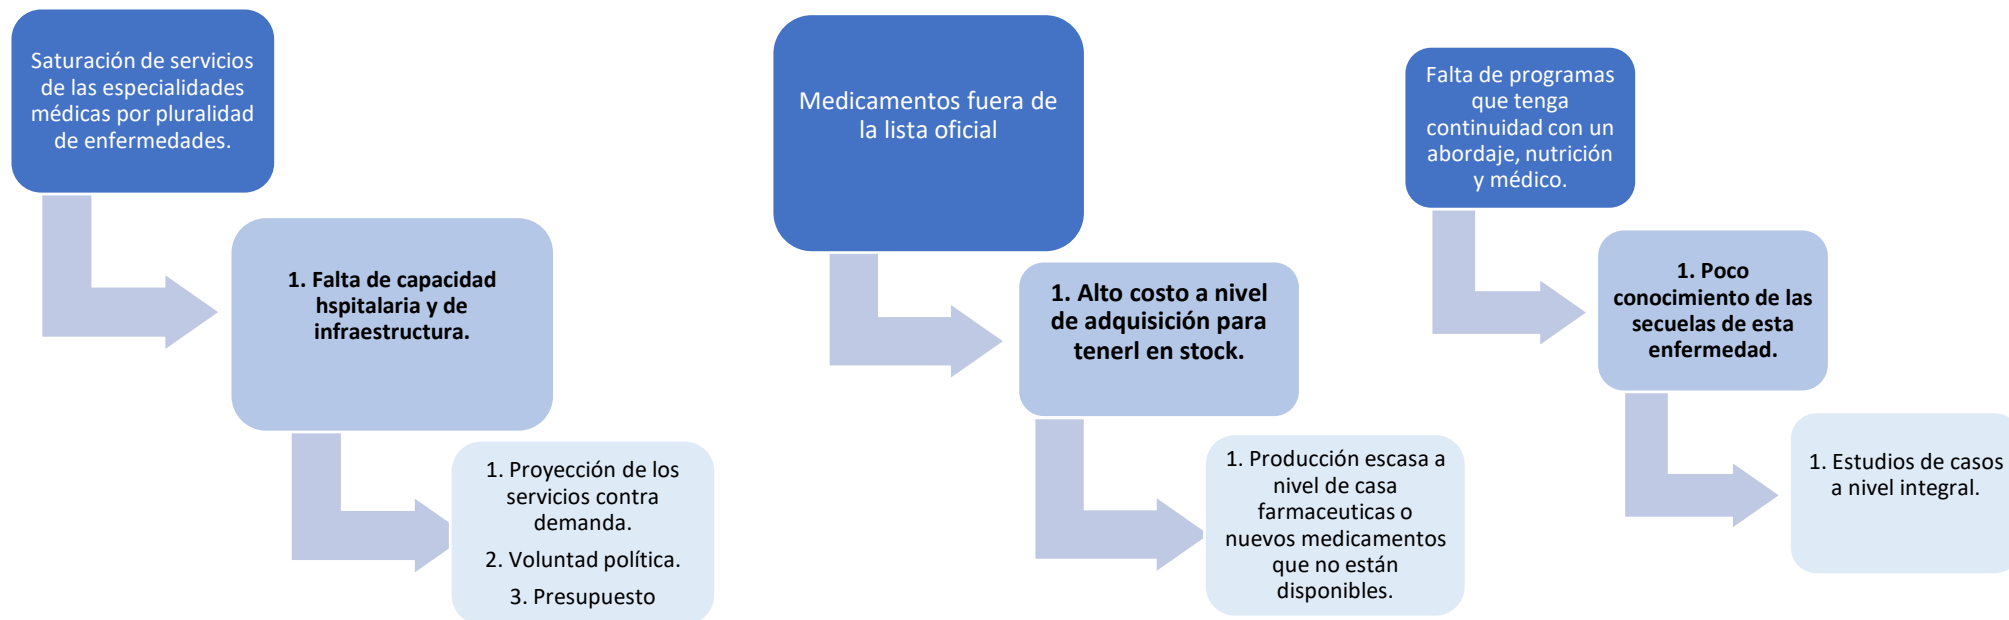 Saturación de servicios
de las especialidades
médicas por pluralidad
de enfermedades.
1. Falta de capacidad
hspitalaria y de
infraestructura.
1. Proyección de los
servicios contra
demanda.
2. Voluntad política.
3. Presupuesto
Medicamentos fuera de
la lista oficial
1. Alto costo a nivel
de adquisición para
tenerl en stock.
1. Producción escasa a
nivel de casa
farmaceuticas o
nuevos medicamentos
que no están
disponibles.
Falta de programas
que tenga
continuidad con un
abordaje, nutrición
y médico.
1. Poco
conocimiento de las
secuelas de esta
enfermedad.
1. Estudios de casos
a nivel integral.